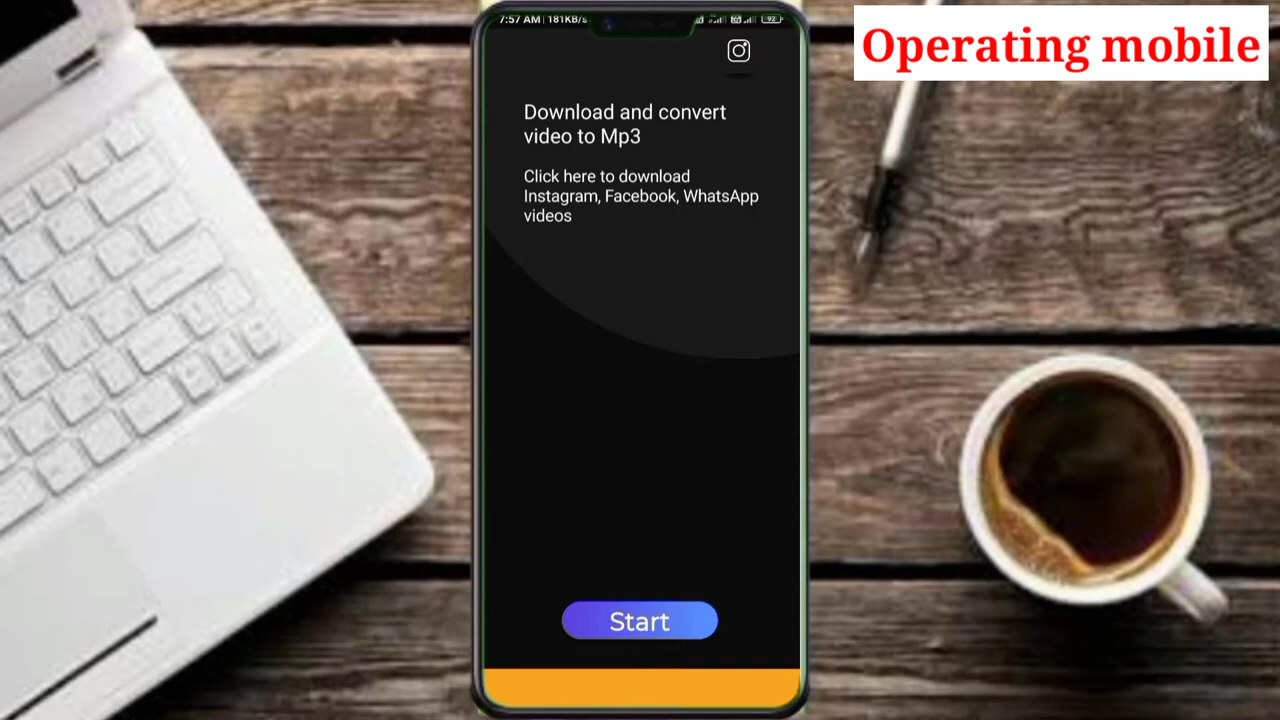 7:57 AM | 181KB/s
92
Operating mobile
Download and convert
video to Mp3
Click here to download
Instagram, Facebook, WhatsApp
videos
Start